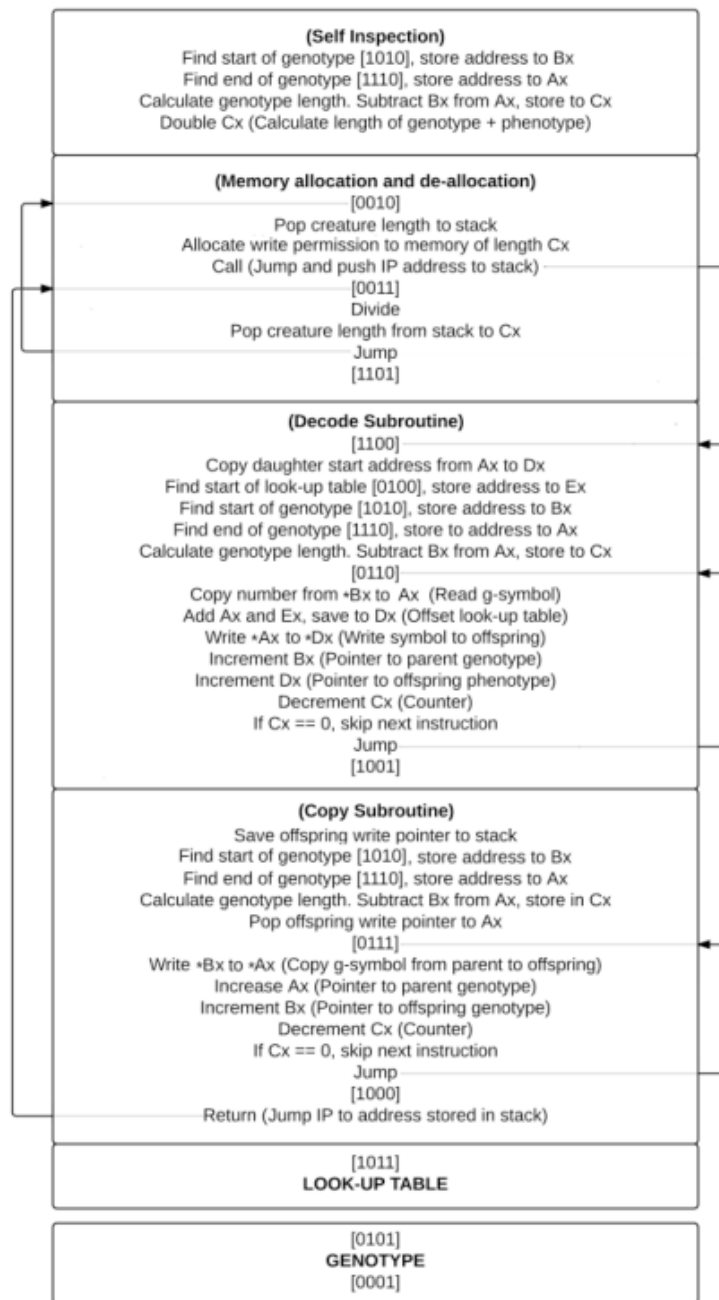 (Self Inspection)
Find start of genotype [1010], store address to Bx
Find end of genotype [1110], store address to Ax
Calculate genotype length. Subtract Bx from Ax, store to Cx
Double Cx (Calculate length of genotype + phenotype)
(Memory allocation and de-allocation)
[0010]
Pop creature length to stack
Allocate write permission to memory of length Cx
Call (Jump and push IP address to stack)
[0011]
Divide
Pop creature length from stack to Cx
Jump
[1101]
(Decode Subroutine)
[1100]
Copy daughter start address from Ax to Dx
Find start of look-up table [0100], store address to Ex
Find start of genotype [1010], store address to Bx
Find end of genotype [1110], store to address to Ax
Calculate genotype length. Subtract Bx from Ax, store to Cx
[0110]
Copy number from *Bx to Ax (Read g-symbol)
Add Ax and Ex, save to Dx (Offset look-up table)
Write *Ax to *Dx (Write symbol to offspring)
Increment Bx (Pointer to parent genotype)
Increment Dx (Pointer to offspring phenotype)
Decrement Cx (Counter)
If Cx == 0, skip next instruction
Jump
[1001]
(Copy Subroutine)
Save offspring write pointer to stack
Find start of genotype [1010], store address to Bx
Find end of genotype [1110], store address to Ax
Calculate genotype length. Subtract Bx from Ax, store in Cx
Pop offspring write pointer to Ax
[0111]
Write *Bx to *Ax (Copy g-symbol from parent to offspring)
Increase Ax (Pointer to parent genotype)
Increment Bx (Pointer to offspring genotype)
Decrement Cx (Counter)
If Cx == 0, skip next instruction
Jump
[1000]
Return (Jump IP to address stored in stack)
[1011]
LOOK-UP TABLE
[0101]
GENOTYPE
[0001]